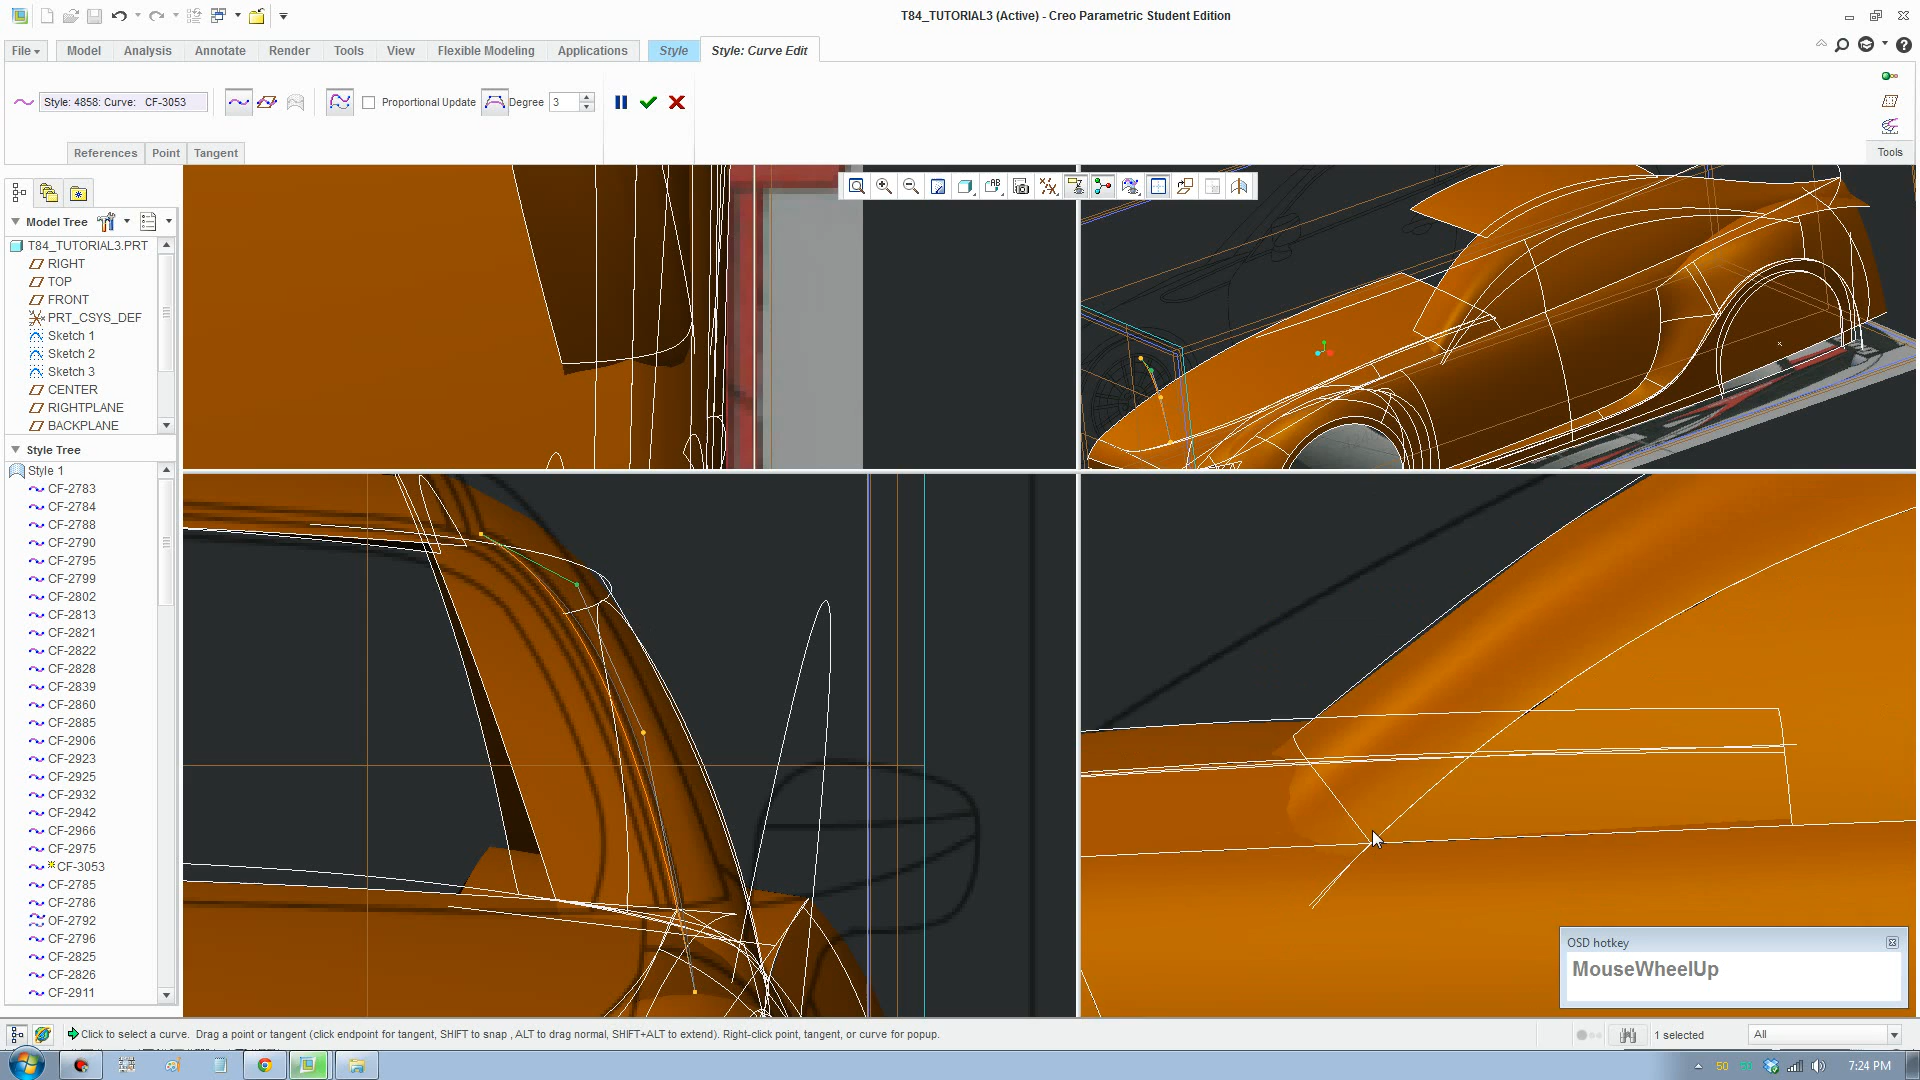 T84_TUTORIAL3 (Active) - Creo Parametric Student Edition
File
Model
Analysis
Annotate
Render
Tools
View
Flexible Modeling
Applications
Style
Style: Curve Edit
Style: 4858: Curve: CF-3053
Proportional Update
Degree
3
References
Point
Tangent
Tools
Model Tree
T84_TUTORIAL3.PRT
RIGHT
TOP
FRONT
PRT_CSYS_DEF
Sketch 1
Sketch 2
Sketch 3
CENTER
RIGHTPLANE
BACKPLANE
Style Tree
Style 1
CF-2783
CF-2784
CF-2788
CF-2790
CF-2795
CF-2799
CF-2802
CF-2813
CF-2821
CF-2822
CF-2828
CF-2839
CF-2860
CF-2885
CF-2906
CF-2923
CF-2925
CF-2932
CF-2942
CF-2966
CF-2975
CF-3053
CF-2785
CF-2786
OF-2792
CF-2796
CF-2825
CF-2826
CF-2911
OSD hotkey
MouseWheelUp
Click to select a curve. Drag a point or tangent (click endpoint for tangent, SHIFT to snap , ALT to drag normal, SHIFT+ALT to extend). Right-click point, tangent, or curve for popup.
1 selected
All
50
7:24 PM